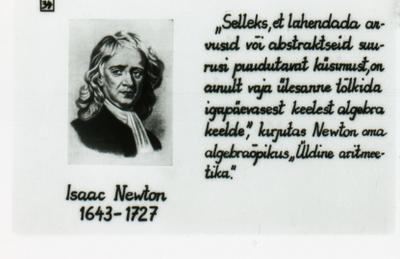 34
„Selleks, et lahendada ar-
vusid või abstraktseid suu-
rusi puudutavat küsimust, on
ainult vaja ülesanne tõlkida
igapäevasest keelest algebra
keelde”, kirjutas Newton oma
algebraõpikus „Üldine aritmee-
tika”.
Isaac Newton
1643-1727